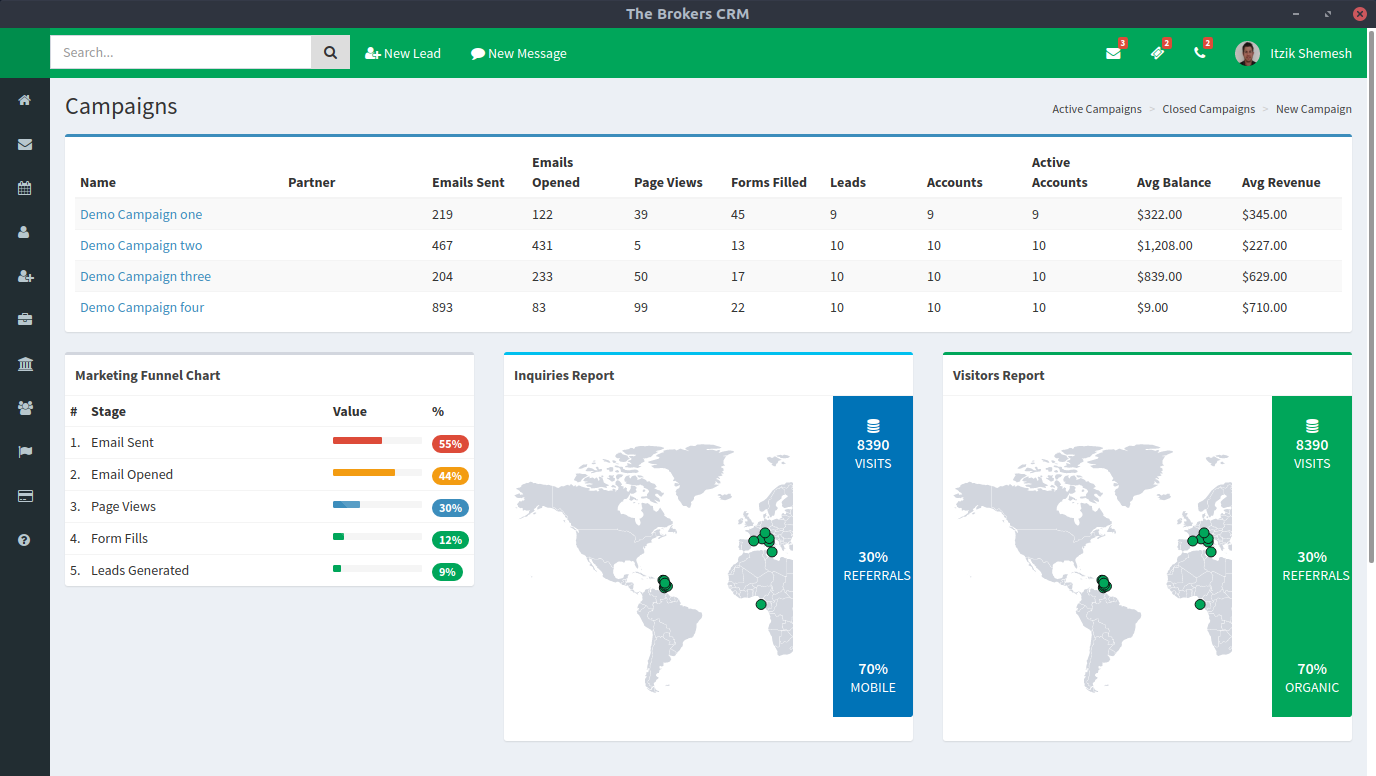 The Brokers CRM
Search...
New Lead
New Message
3
2
2
Itzik Shemesh
Campaigns
Active Campaigns > Closed Campaigns > New Campaign
Name Partner Emails Sent Emails Opened Page Views Forms Filled Leads Accounts Active Accounts Avg Balance Avg Revenue
Demo Campaign one 219 122 39 45 9 9 9 $322.00 $345.00
Demo Campaign two 467 431 5 13 10 10 10 $1,208.00 $227.00
Demo Campaign three 204 233 50 17 10 10 10 $839.00 $629.00
Demo Campaign four 893 83 99 22 10 10 10 $9.00 $710.00
Marketing Funnel Chart
# Stage Value %
1. Email Sent 55%
2. Email Opened 44%
3. Page Views 30%
4. Form Fills 12%
5. Leads Generated 9%
Inquiries Report
8390
VISITS
30%
REFERRALS
70%
MOBILE
Visitors Report
8390
VISITS
30%
REFERRALS
70%
ORGANIC